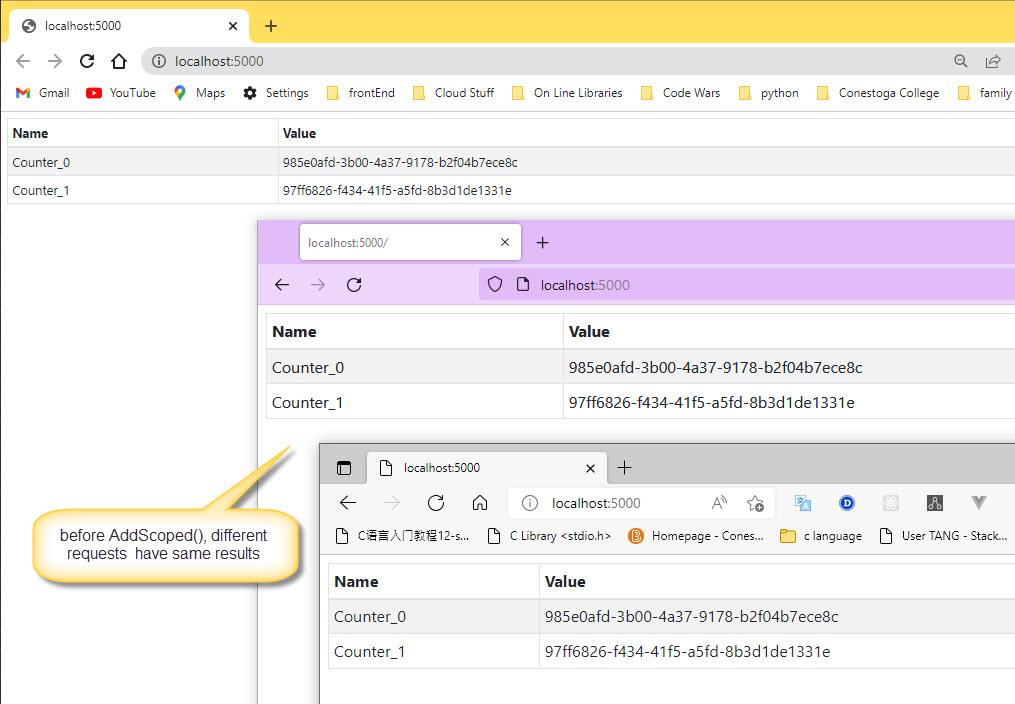 localhost:5000
localhost:5000
Gmail YouTube Maps Settings frontEnd Cloud Stuff On Line Libraries Code Wars python Conestoga College family
Name Value
Counter_0 985e0afd-3b00-4a37-9178-b2f04b7ece8c
Counter_1 97ff6826-f434-41f5-a5fd-8b3d1de1331e
localhost:5000/
localhost:5000
Name Value
Counter_0 985e0afd-3b00-4a37-9178-b2f04b7ece8c
Counter_1 97ff6826-f434-41f5-a5fd-8b3d1de1331e
before AddScoped(), different
requests have same results
localhost:5000
localhost:5000
C语言入门教程12-s... C Library <stdio.h> Homepage - Cones... c language User TANG - Stack...
Name Value
Counter_0 985e0afd-3b00-4a37-9178-b2f04b7ece8c
Counter_1 97ff6826-f434-41f5-a5fd-8b3d1de1331e